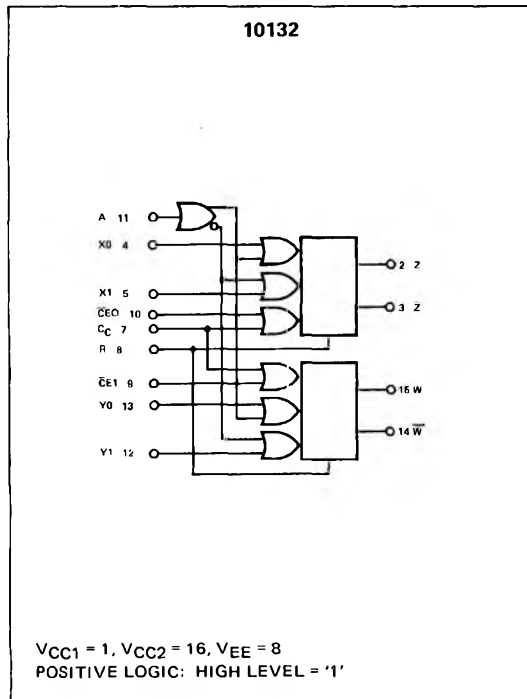 10132
A 11
X0 4
X1 5
CE0 10
CC 7
R 8
CE1 9
Y0 13
Y1 12
2 Z
3 Z̅
15 W
14 W̅
VCC1 = 1, VCC2 = 16, VEE = 8
POSITIVE LOGIC: HIGH LEVEL = '1'